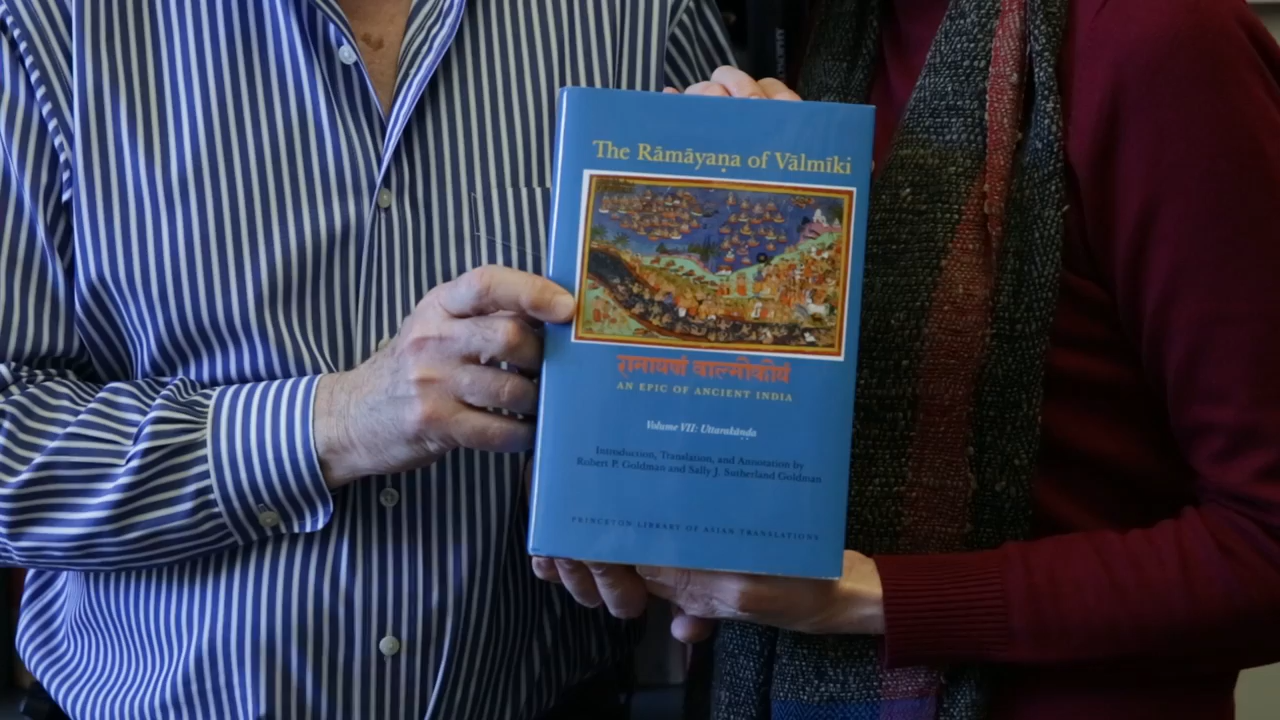 The Rāmāyaṇa of Vālmīki
रामायणं वाल्मीकीयं
AN EPIC OF ANCIENT INDIA
Volume VII: Uttarakāṇḍa
Introduction, Translation, and Annotation by
Robert P. Goldman and Sally J. Sutherland Goldman
PRINCETON LIBRARY OF ASIAN TRANSLATIONS